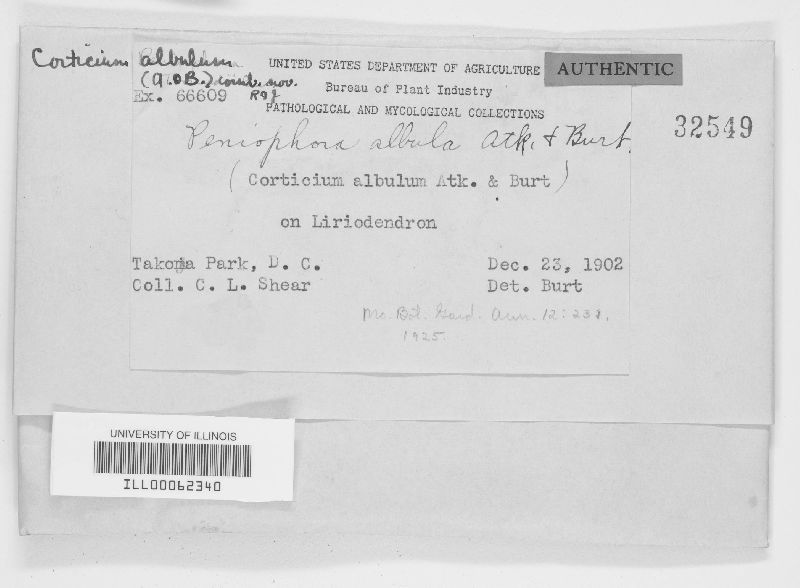 Corticium albulum
(A. & B.) comb. nov.
UNITED STATES DEPARTMENT OF AGRICULTURE
AUTHENTIC
Bureau of Plant Industry
Ex. 66609
PATHOLOGICAL AND MYCOLOGICAL COLLECTIONS
32549
Peniophora albula Atk. & Burt.
(Corticium albulum Atk. & Burt)
on Liriodendron
Takoma Park, D. C.
Dec. 23, 1902
Coll. C. L. Shear
Det. Burt
Mo. Bot. Gard. Ann. 12:
1925.
UNIVERSITY OF ILLINOIS
ILL00062340